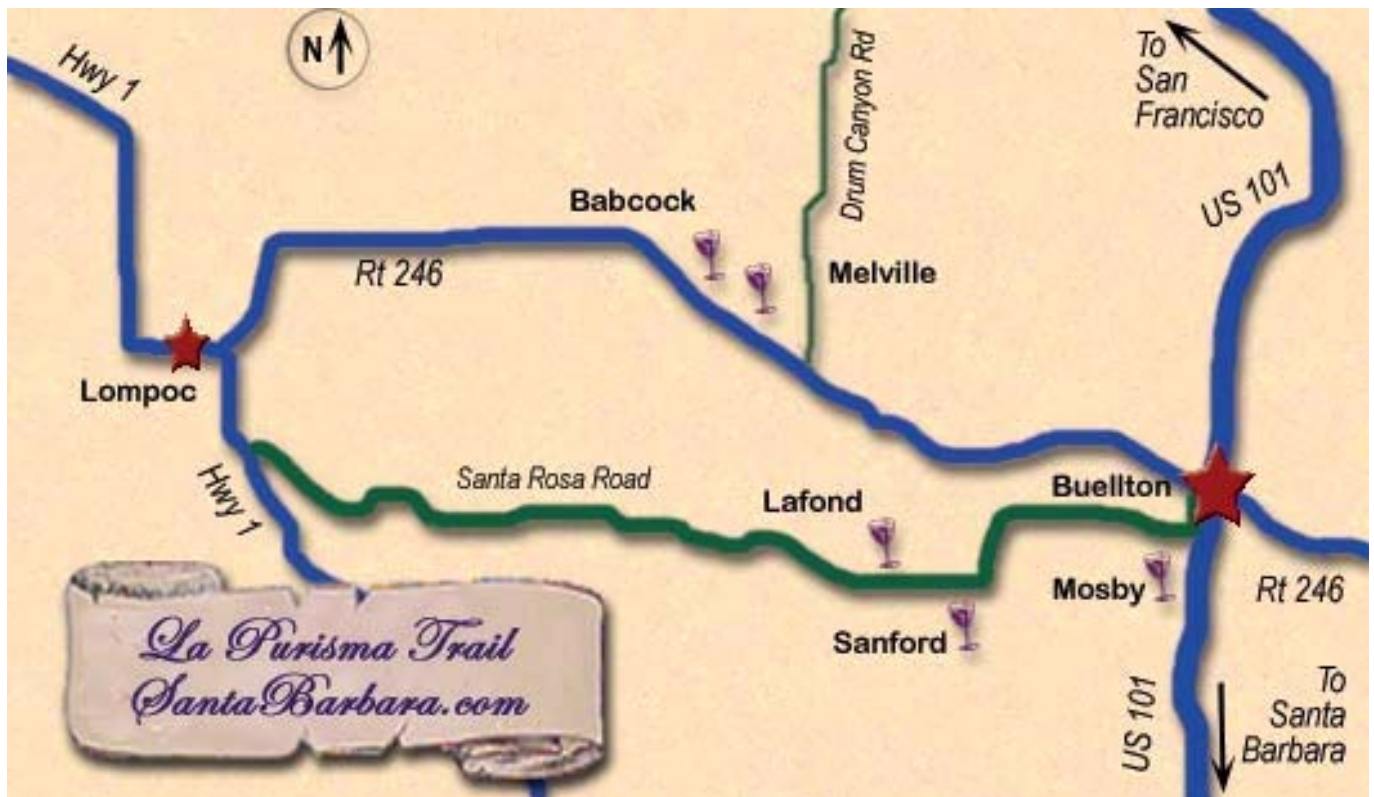 Hwy 1
N
Drum Canyon Rd
To
San
Francisco
US 101
Babcock
Rt 246
Melville
Lompoc
Hwy 1
Santa Rosa Road
Lafond
Buellton
Mosby
Rt 246
Sanford
La Purisma Trail
SantaBarbara.com
US 101
To
Santa
Barbara